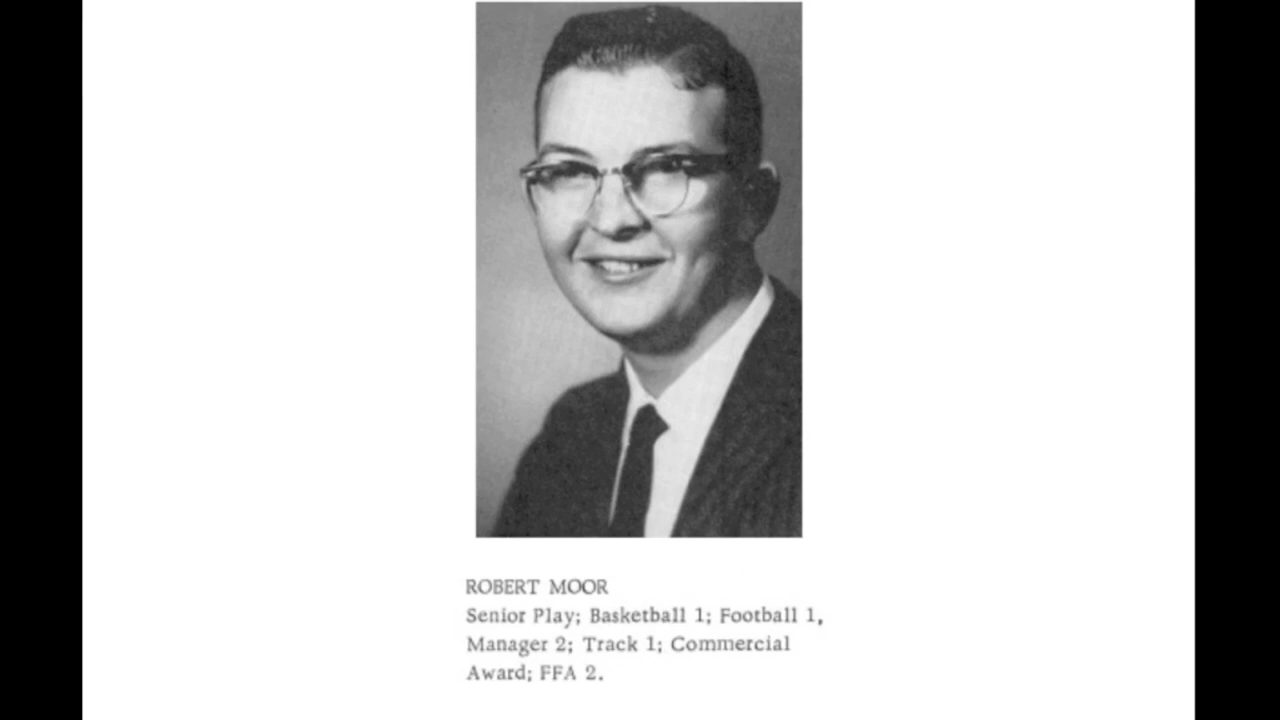 ROBERT MOOR
Senior Play; Basketball 1; Football 1,
Manager 2; Track 1; Commercial
Award; FFA 2.